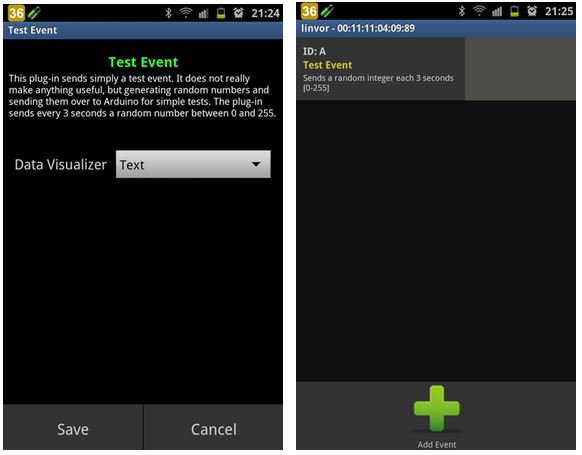 36
21:24
Test Event
Test Event
This plug-in sends simply a test event. It does not really
make anything useful, but generating random numbers and
sending them over to Arduino for simple tests. The plug-in
sends every 3 seconds a random number between 0 and 255.
Data Visualizer
Text
Save
Cancel
36
21:25
linvor - 00:11:11:04:09:89
ID: A
Test Event
Sends a random integer each 3 seconds
[0-255]
Add Event